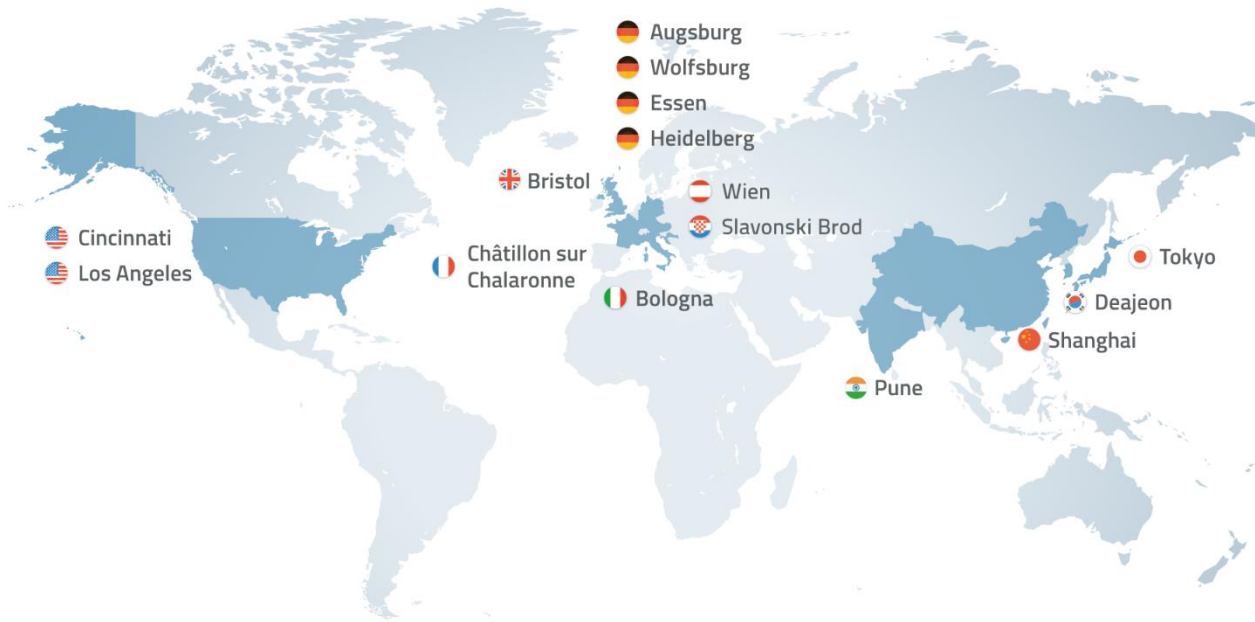 Augsburg
Wolfsburg
Essen
Heidelberg
Bristol
Wien
Slavonski Brod
Cincinnati
Los Angeles
Châtillon sur
Chalaronne
Bologna
Tokyo
Deajeon
Shanghai
Pune